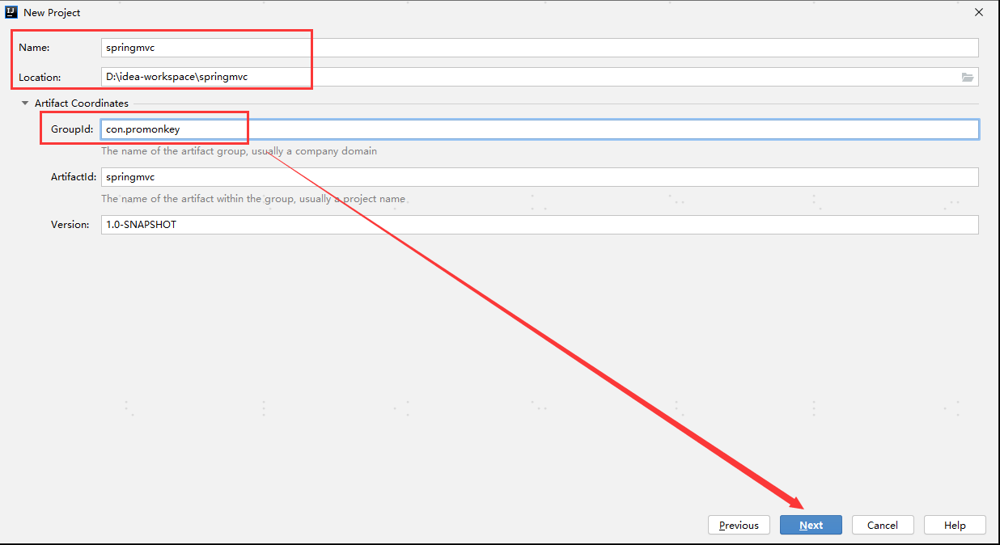 New Project
Name: springmvc
Location: D:\idea-workspace\springmvc
Artifact Coordinates
GroupId: con.promonkey
The name of the artifact group, usually a company domain
ArtifactId: springmvc
The name of the artifact within the group, usually a project name
Version: 1.0-SNAPSHOT
Previous Next Cancel Help